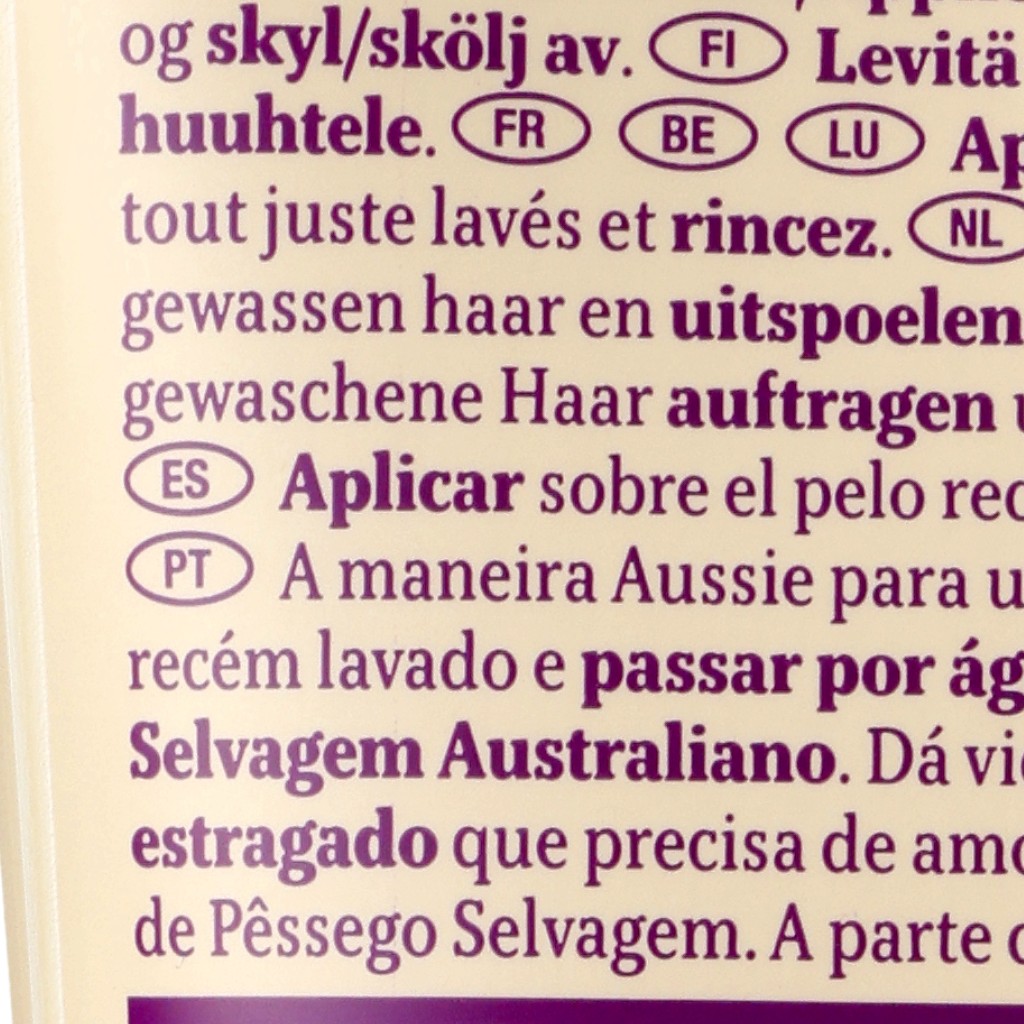 og skyl/skölj av. FI Levitä
huuhtele. FR BE LU
tout juste lavés et rincez. NL
gewassen haar en uitspoelen
gewaschene Haar auftragen
ES Aplicar sobre el pelo
PT A maneira Aussie para
recém lavado e passar por
Selvagem Australiano. Dá
estragado que precisa de
de Pêssego Selvagem. A parte